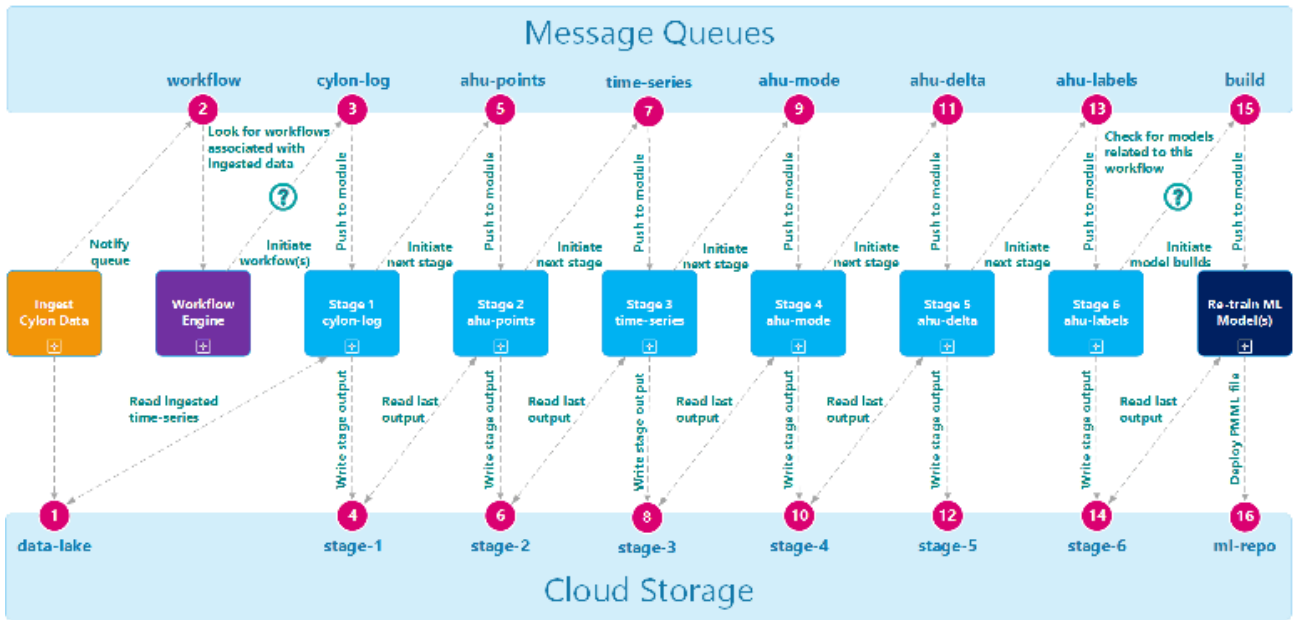 Message Queues
workflow
cylon-log
ahu-points
time-series
ahu-mode
ahu-delta
ahu-labels
build
2
3
5
7
9
11
13
15
Look for workflows
associated with
Ingested data
Check for models
related to this
workflow
?
?
Push to module
Push to module
Push to module
Push to module
Push to module
Push to module
Push to module
Notify
queue
Initiate
workfow(s)
Initiate
next stage
Initiate
next stage
Initiate
next stage
Initiate
next stage
Initiate
next stage
Initiate
model builds
Ingest
Cylon Data
Workflow
Engine
Stage 1
cylon-log
Stage 2
ahu-points
Stage 3
time-series
Stage 4
ahu-mode
Stage 5
ahu-delta
Stage 6
ahu-labels
Re-train ML
Model(s)
Read Ingested
time-series
Write stage output
Read last
output
Write stage output
Read last
output
Write stage output
Read last
output
Write stage output
Read last
output
Write stage output
Write stage output
Read last
output
Deploy PMML file
1
4
6
8
10
12
14
16
data-lake
stage-1
stage-2
stage-3
stage-4
stage-5
stage-6
ml-repo
Cloud Storage